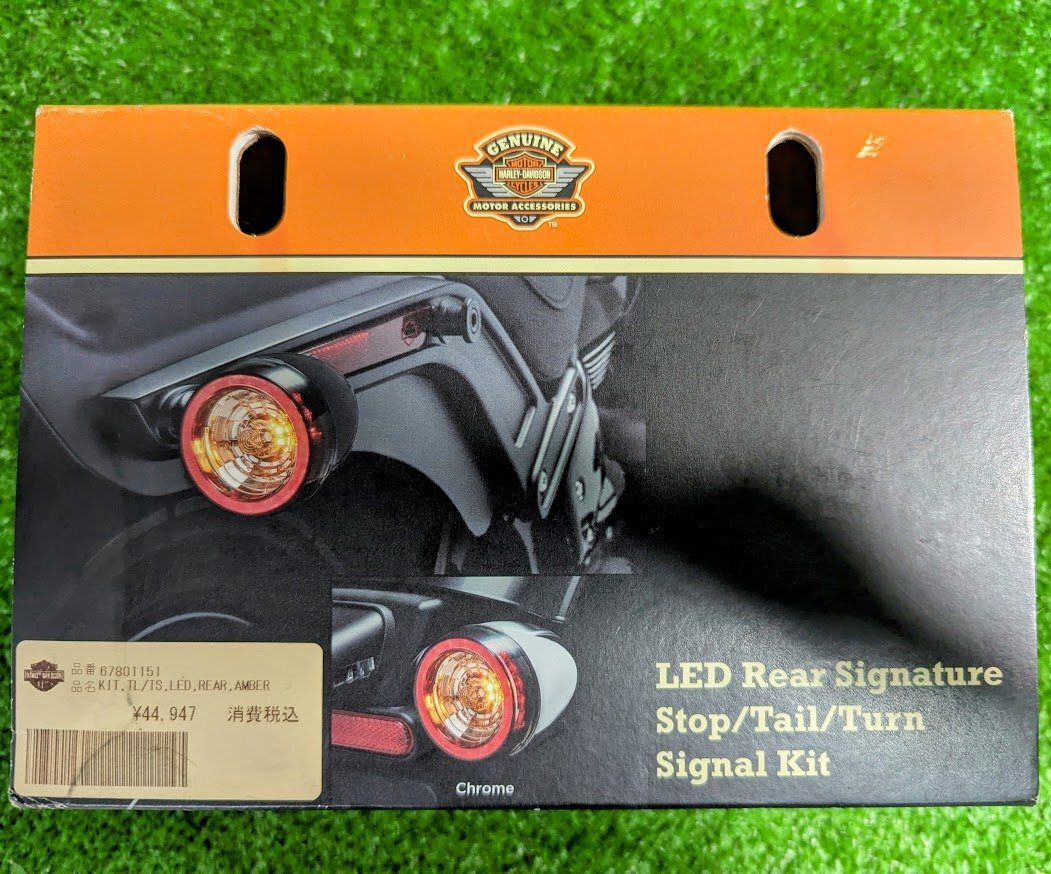 GENUINE
MOTOR
HARLEY-DAVIDSON
CYCLES
MOTOR ACCESSORIES
TM
品番 67801151
品名 KIT,TL/TS,LED,REAR,AMBER
¥44,947 消費税込
Chrome
LED Rear Signature
Stop/Tail/Turn
Signal Kit